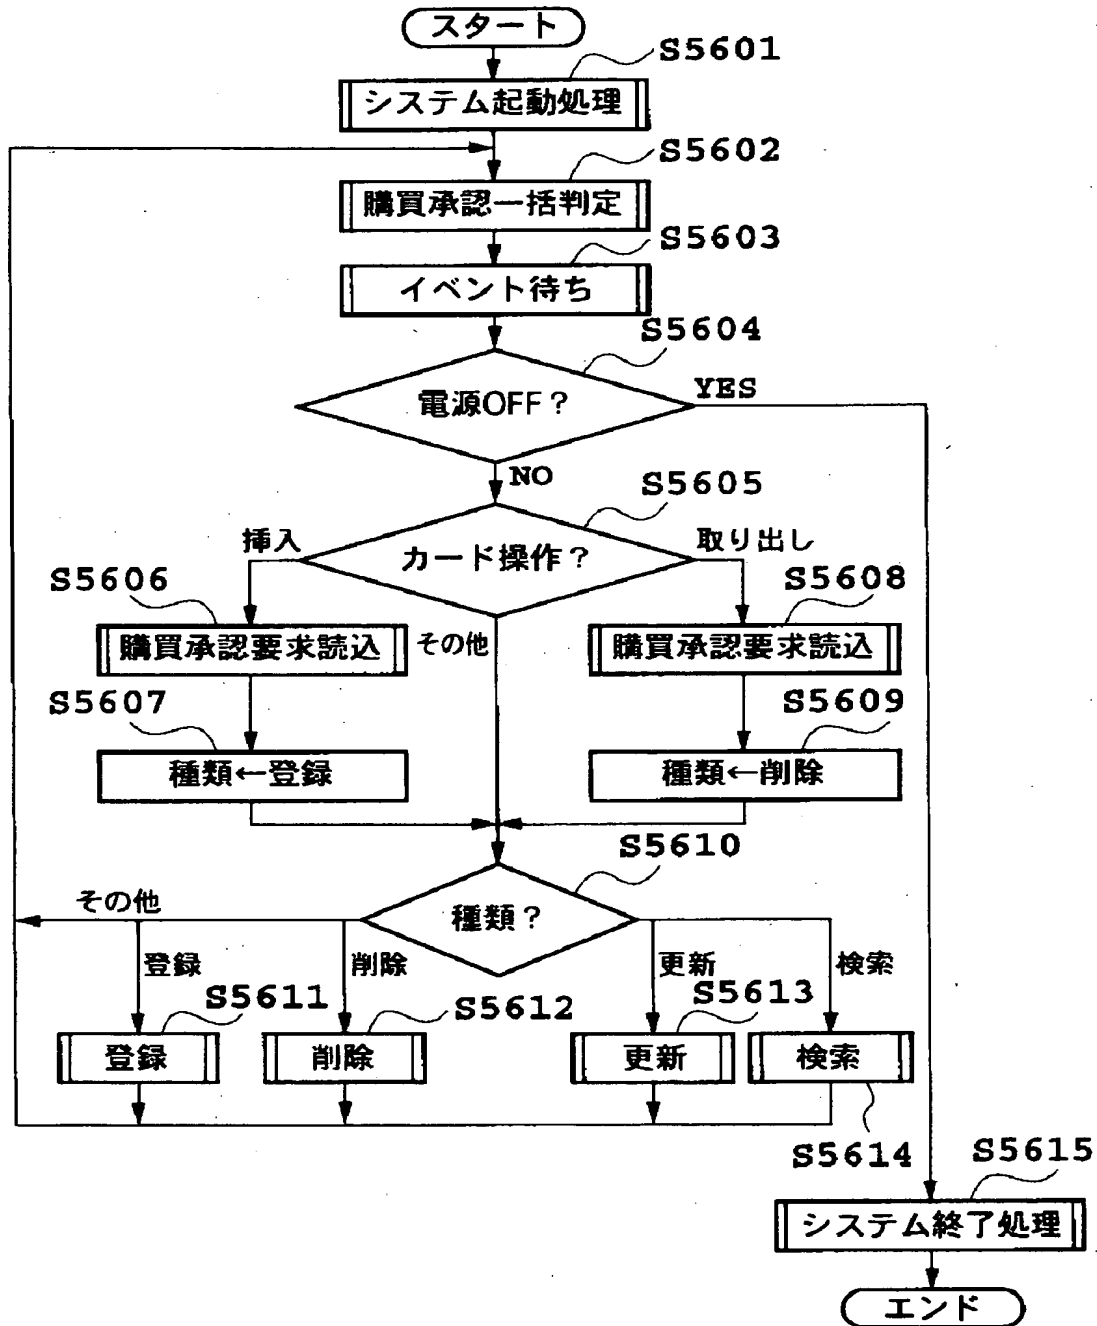 スタート
S5601
システム起動処理
S5602
購買承認一括判定
S5603
イベント待ち
S5604
電源OFF？
YES
NO
S5605
カード操作？
挿入
取り出し
その他
S5606
購買承認要求読込
S5608
購買承認要求読込
S5607
種類←登録
S5609
種類←削除
S5610
種類？
その他
登録
削除
更新
検索
S5611
登録
S5612
削除
S5613
更新
検索
S5614
S5615
システム終了処理
エンド